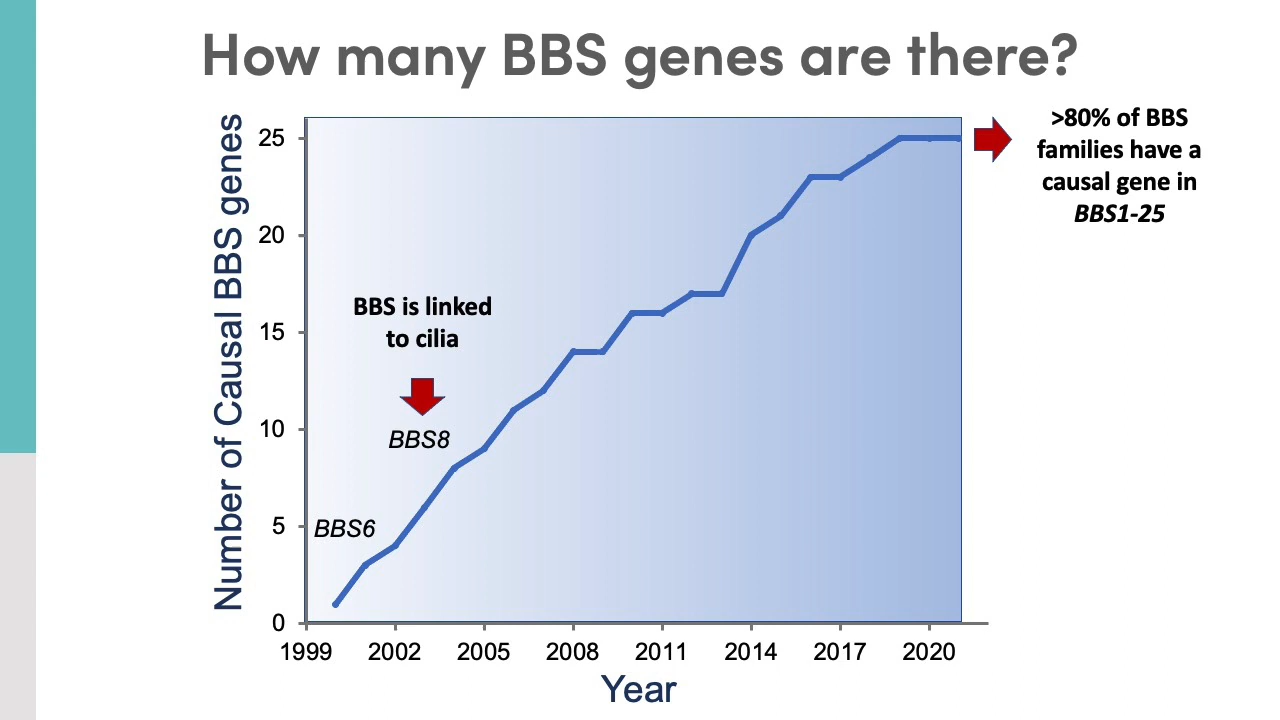 How many BBS genes are there?
Number of Causal BBS genes
25
20
15
10
5
0
BBS is linked
to cilia
BBS8
BBS6
>80% of BBS
families have a
causal gene in
BBS1-25
1999 2002 2005 2008 2011 2014 2017 2020
Year